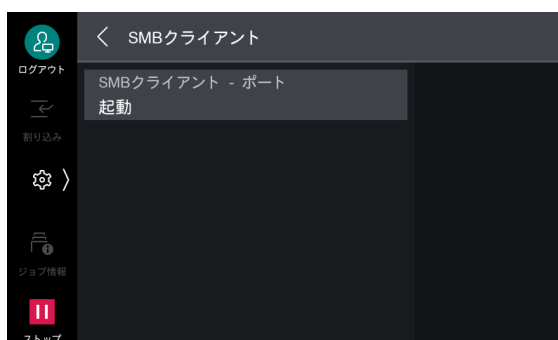 SMBクライアント
ログアウト
SMBクライアント - ポート
起動
割り込み
ジョブ情報
ストップ